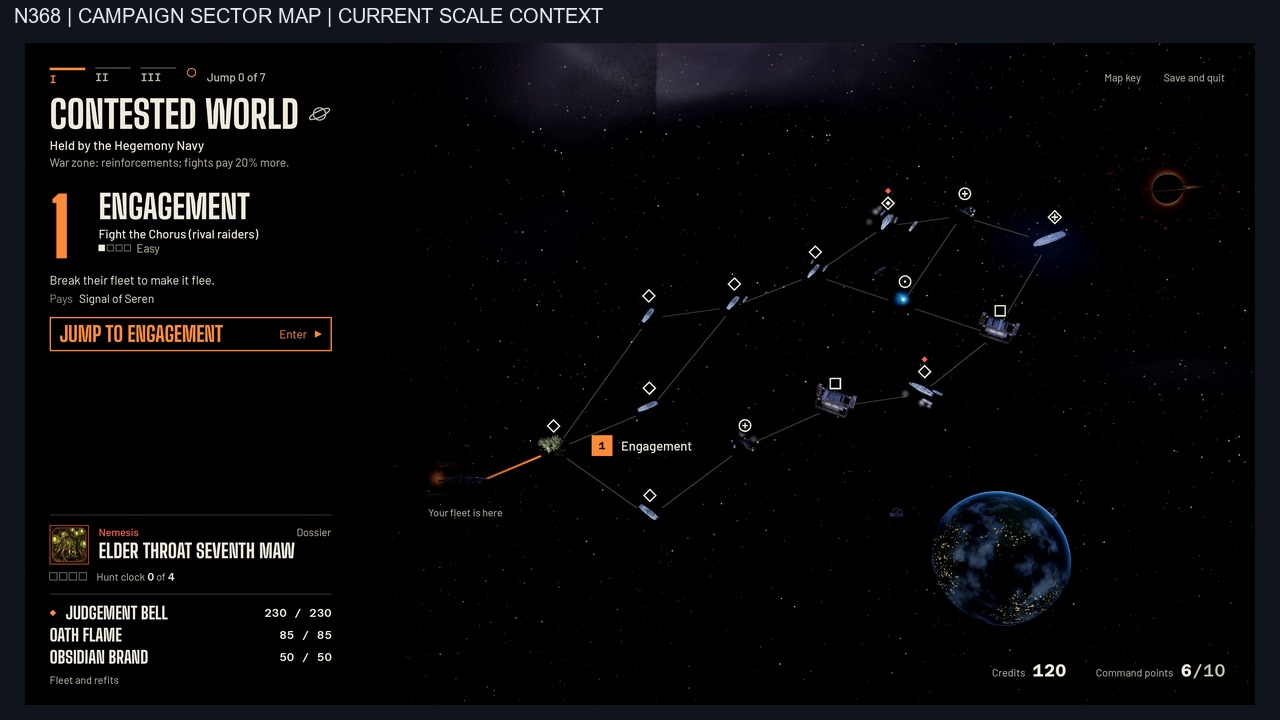 N368 | CAMPAIGN SECTOR MAP | CURRENT SCALE CONTEXT
I II III Jump 0 of 7
Map key Save and quit
CONTESTED WORLD
Held by the Hegemony Navy
War zone: reinforcements; fights pay 20% more.
1 ENGAGEMENT
Fight the Chorus (rival raiders)
Easy
Break their fleet to make it flee.
Pays Signal of Seren
JUMP TO ENGAGEMENT Enter
1 Engagement
Your fleet is here
Nemesis Dossier
ELDER THROAT SEVENTH MAW
Hunt clock 0 of 4
JUDGEMENT BELL 230 / 230
OATH FLAME 85 / 85
OBSIDIAN BRAND 50 / 50
Fleet and refits
Credits 120 Command points 6/10